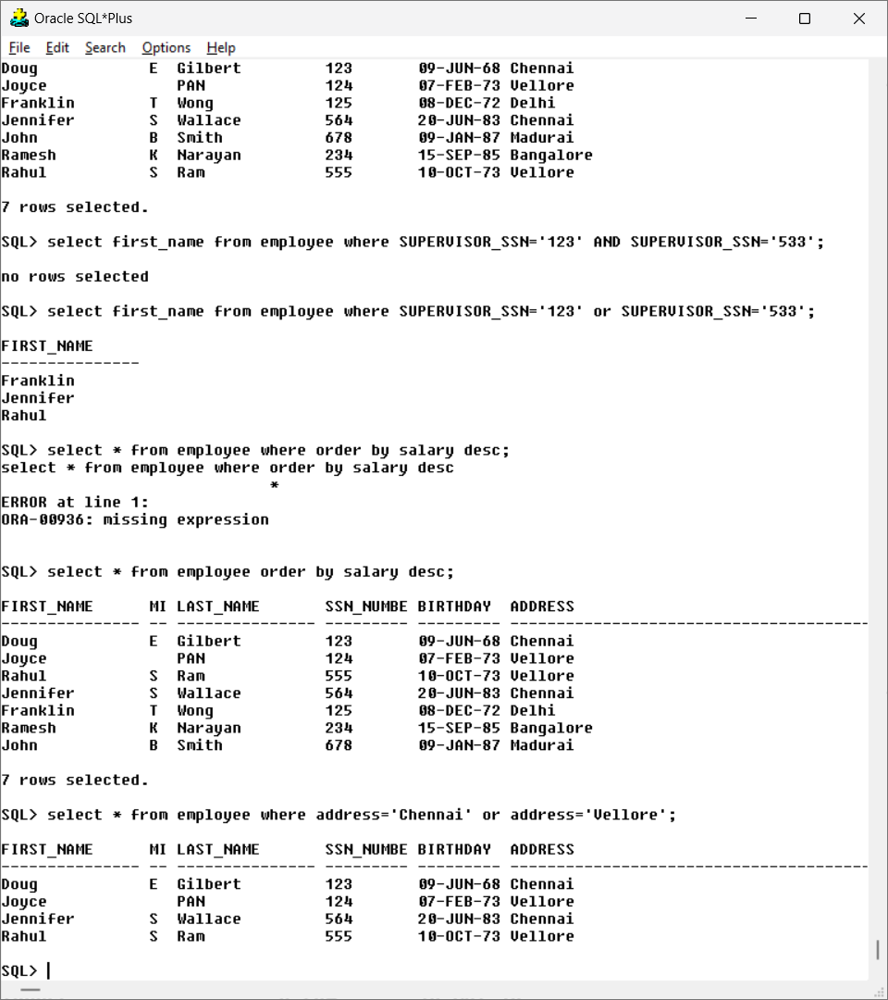 Oracle SQL*Plus
File Edit Search Options Help
Doug            E  Gilbert         123       09-JUN-68 Chennai
Joyce              PAN             124       07-FEB-73 Vellore
Franklin        T  Wong            125       08-DEC-72 Delhi
Jennifer        S  Wallace         564       20-JUN-83 Chennai
John            B  Smith           678       09-JAN-87 Madurai
Ramesh          K  Narayan         234       15-SEP-85 Bangalore
Rahul           S  Ram             555       10-OCT-73 Vellore
7 rows selected.
SQL> select first_name from employee where SUPERVISOR_SSN='123' AND SUPERVISOR_SSN='533';
no rows selected
SQL> select first_name from employee where SUPERVISOR_SSN='123' or SUPERVISOR_SSN='533';
FIRST_NAME
---------------
Franklin
Jennifer
Rahul
SQL> select * from employee where order by salary desc;
select * from employee where order by salary desc
*
ERROR at line 1:
ORA-00936: missing expression
SQL> select * from employee order by salary desc;
FIRST_NAME      MI LAST_NAME       SSN_NUMBE BIRTHDAY  ADDRESS
--------------- -- --------------- --------- --------- ---------------------------------------
Doug            E  Gilbert         123       09-JUN-68 Chennai
Joyce              PAN             124       07-FEB-73 Vellore
Rahul           S  Ram             555       10-OCT-73 Vellore
Jennifer        S  Wallace         564       20-JUN-83 Chennai
Franklin        T  Wong            125       08-DEC-72 Delhi
Ramesh          K  Narayan         234       15-SEP-85 Bangalore
John            B  Smith           678       09-JAN-87 Madurai
7 rows selected.
SQL> select * from employee where address='Chennai' or address='Vellore';
FIRST_NAME      MI LAST_NAME       SSN_NUMBE BIRTHDAY  ADDRESS
--------------- -- --------------- --------- --------- ---------------------------------------
Doug            E  Gilbert         123       09-JUN-68 Chennai
Joyce              PAN             124       07-FEB-73 Vellore
Jennifer        S  Wallace         564       20-JUN-83 Chennai
Rahul           S  Ram             555       10-OCT-73 Vellore
SQL>